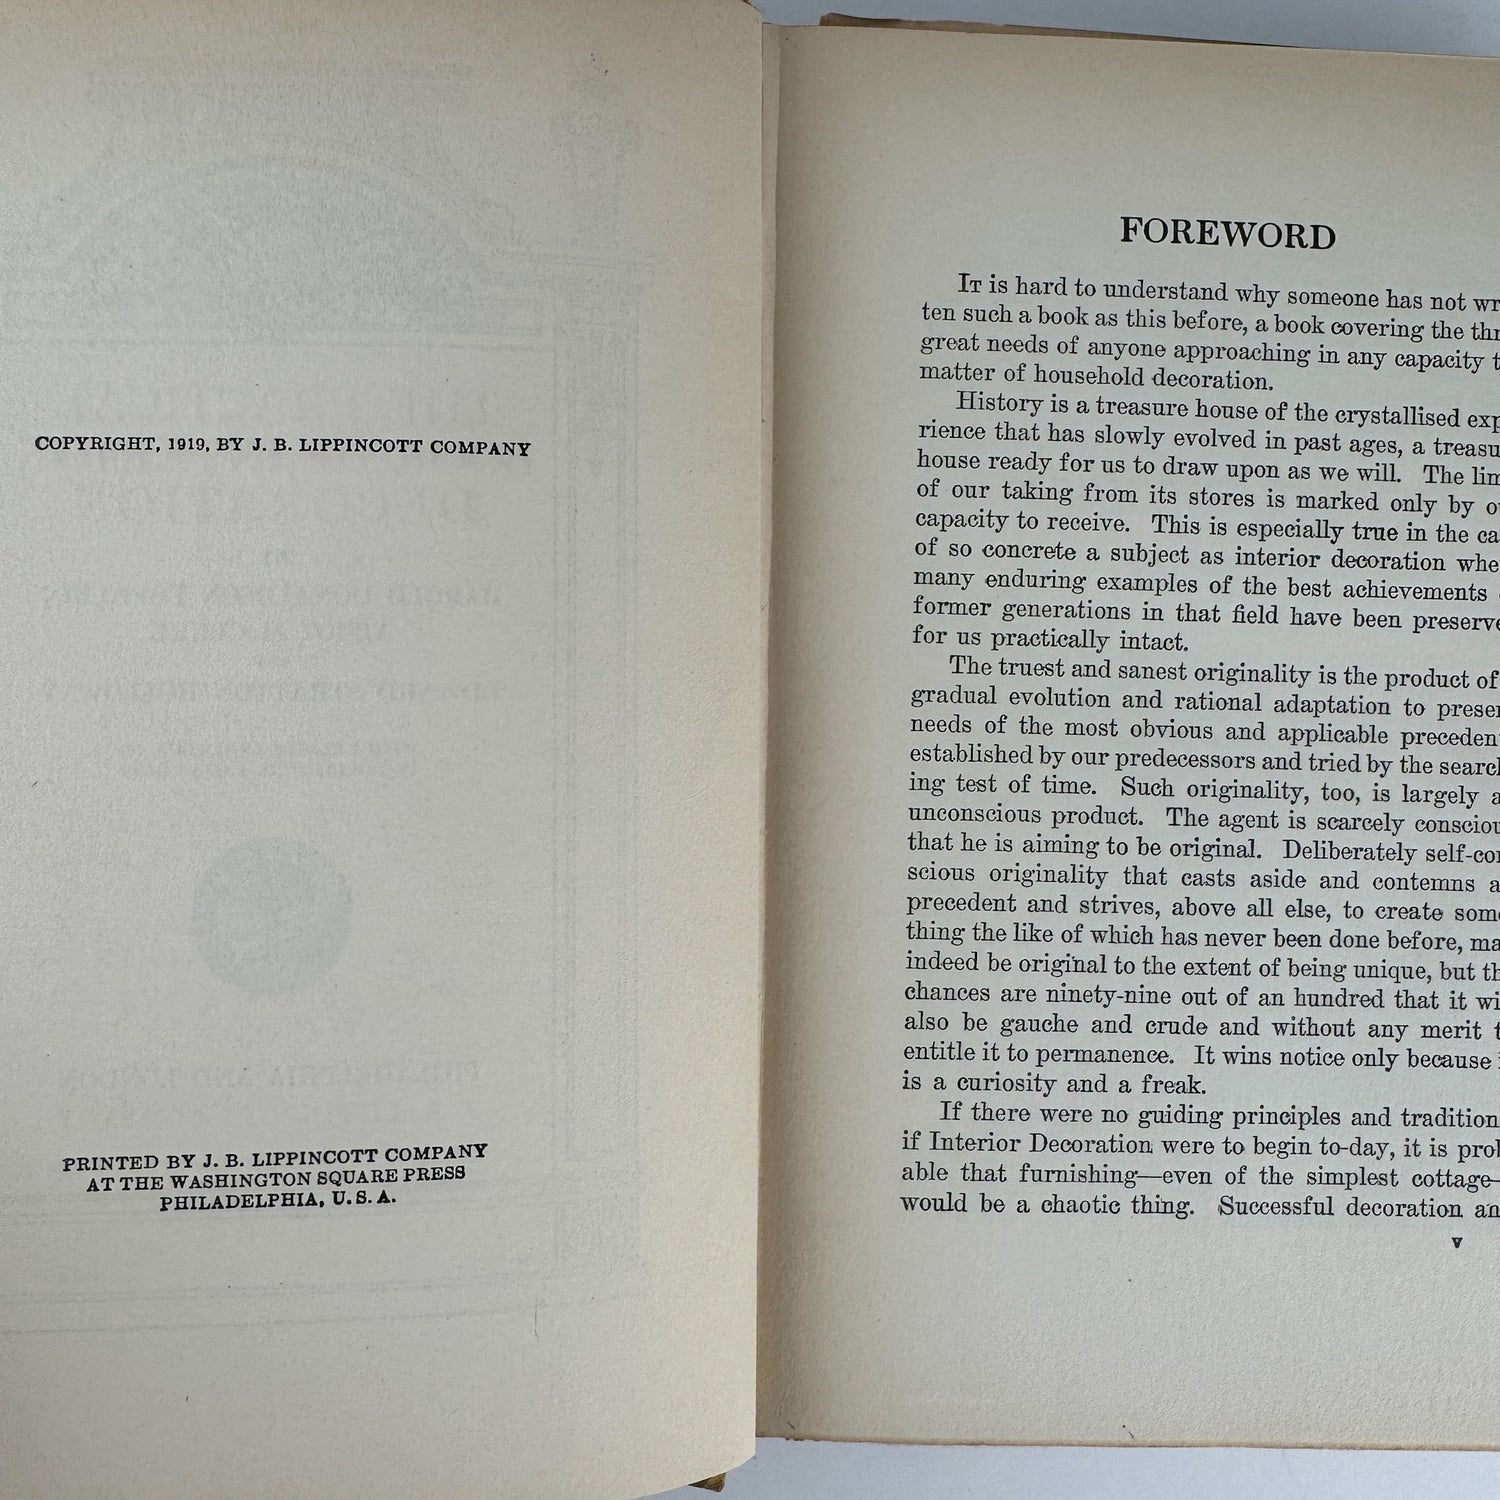 COPYRIGHT, 1919, BY J. B. LIPPINCOTT COMPANY
PRINTED BY J. B. LIPPINCOTT COMPANY
AT THE WASHINGTON SQUARE PRESS
PHILADELPHIA, U. S. A.
FOREWORD
IT is hard to understand why someone has not wr
ten such a book as this before, a book covering the thr
great needs of anyone approaching in any capacity t
matter of household decoration.
History is a treasure house of the crystallised exp
rience that has slowly evolved in past ages, a treasu
house ready for us to draw upon as we will. The lim
of our taking from its stores is marked only by o
capacity to receive. This is especially true in the ca
of so concrete a subject as interior decoration whe
many enduring examples of the best achievements
former generations in that field have been preserve
for us practically intact.
The truest and sanest originality is the product of
gradual evolution and rational adaptation to presen
needs of the most obvious and applicable preceden
established by our predecessors and tried by the search
ing test of time. Such originality, too, is largely a
unconscious product. The agent is scarcely consciou
that he is aiming to be original. Deliberately self-con
scious originality that casts aside and contemns a
precedent and strives, above all else, to create some
thing the like of which has never been done before, ma
indeed be original to the extent of being unique, but th
chances are ninety-nine out of an hundred that it wi
also be gauche and crude and without any merit t
entitle it to permanence. It wins notice only because i
is a curiosity and a freak.
If there were no guiding principles and tradition
if Interior Decoration were to begin to-day, it is prob
able that furnishing—even of the simplest cottage—
would be a chaotic thing. Successful decoration an
v